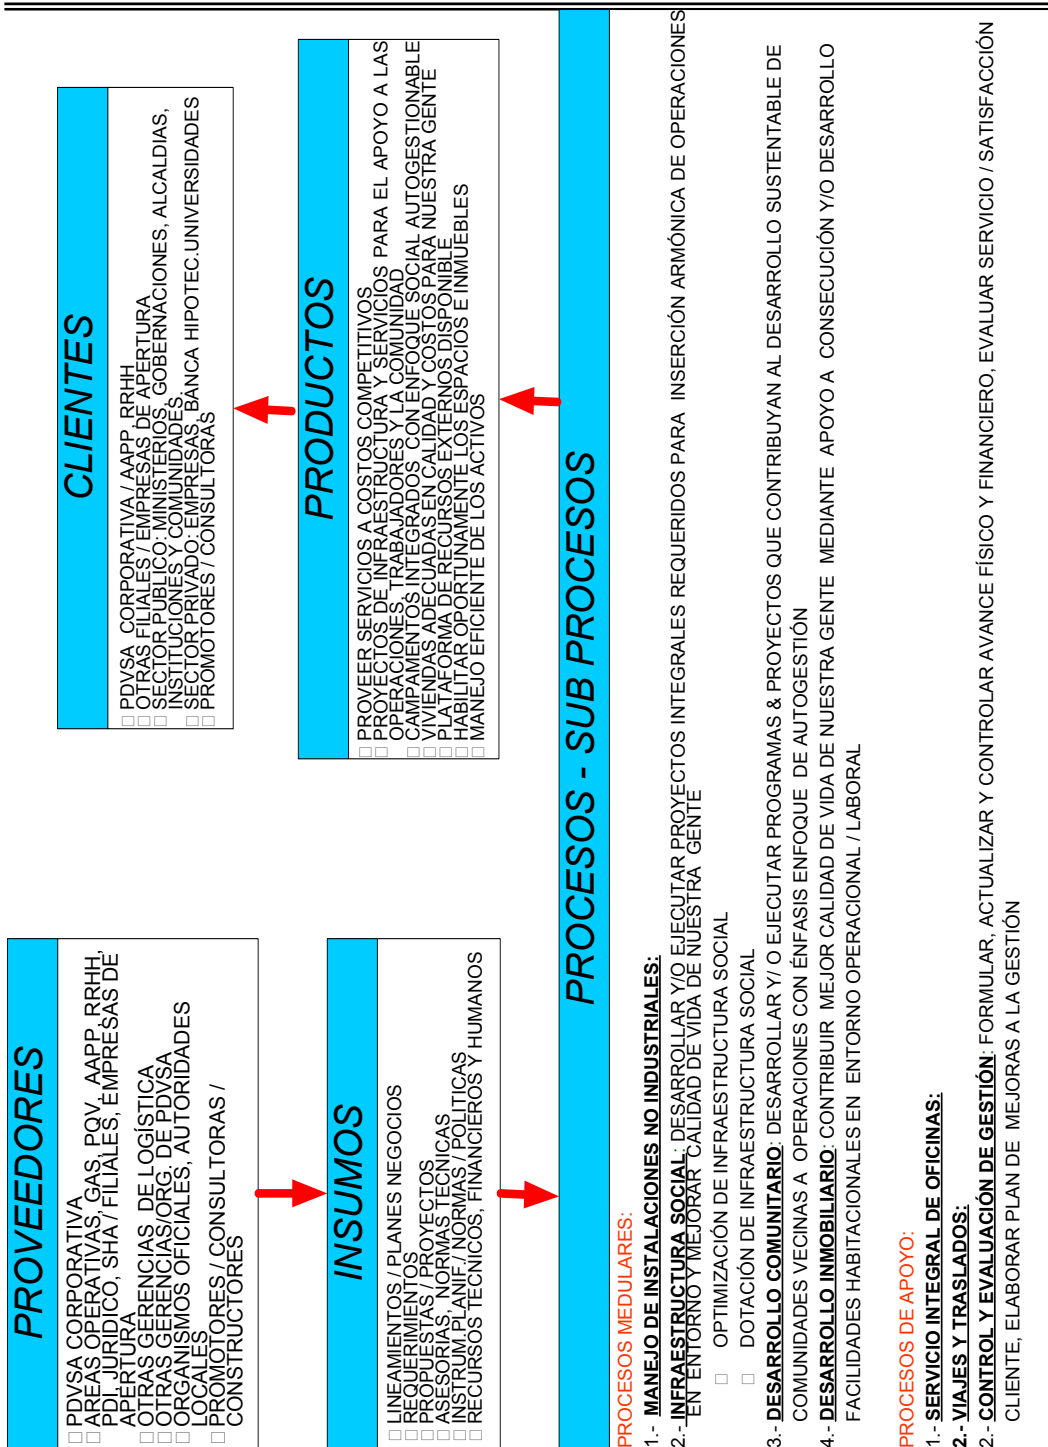 PROVEEDORES
□ PDVSA CORPORATIVA
□ AREAS OPERATIVAS, GAS, PQV, AAPP, RRHH,
PDI, JURIDICO, SHA / FILIALES, EMPRESAS DE
APERTURA
□ OTRAS GERENCIAS DE LOGÍSTICA
□ OTRAS GERENCIAS/ORG. DE PDVSA
□ ORGANISMOS OFICIALES, AUTORIDADES
LOCALES
□ PROMOTORES / CONSULTORAS /
CONSTRUCTORES
INSUMOS
□ LINEAMIENTOS / PLANES NEGOCIOS
□ REQUERIMIENTOS
□ PROPUESTAS / PROYECTOS
□ ASESORIAS, NORMAS TECNICAS
□ INSTRUM.PLANIF./ NORMAS / POLITICAS
□ RECURSOS TECNICOS, FINANCIEROS Y HUMANOS
CLIENTES
□ PDVSA CORPORATIVA / AAPP, RRHH
□ OTRAS FILIALES / EMPRESAS DE APERTURA
□ SECTOR PUBLICO: MINISTERIOS, GOBERNACIONES, ALCALDIAS,
INSTITUCIONES Y COMUNIDADES
□ SECTOR PRIVADO: EMPRESAS, BANCA HIPOTEC.UNIVERSIDADES
□ PROMOTORES / CONSULTORAS
PRODUCTOS
□ PROVEER SERVICIOS A COSTOS COMPETITIVOS
□ PROYECTOS DE INFRAESTRUCTURA Y SERVICIOS PARA EL APOYO A LAS
OPERACIONES, TRABAJADORES Y LA COMUNIDAD
□ CAMPAMENTOS INTEGRADOS CON ENFOQUE SOCIAL AUTOGESTIONABLE
□ VIVIENDAS ADECUADAS EN CALIDAD Y COSTOS PARA NUESTRA GENTE
□ PLATAFORMA DE RECURSOS EXTERNOS DISPONIBLE
□ HABILITAR OPORTUNAMENTE LOS ESPACIOS E INMUEBLES
□ MANEJO EFICIENTE DE LOS ACTIVOS
PROCESOS - SUB PROCESOS
PROCESOS MEDULARES:
1.- MANEJO DE INSTALACIONES NO INDUSTRIALES:
2.- INFRAESTRUCTURA SOCIAL: DESARROLLAR Y/O EJECUTAR PROYECTOS INTEGRALES REQUERIDOS PARA INSERCIÓN ARMÓNICA DE OPERACIONES
EN ENTORNO Y MEJORAR CALIDAD DE VIDA DE NUESTRA GENTE
□ OPTIMIZACIÓN DE INFRAESTRUCTURA SOCIAL
□ DOTACIÓN DE INFRAESTRUCTURA SOCIAL
3.- DESARROLLO COMUNITARIO: DESARROLLAR Y/ O EJECUTAR PROGRAMAS & PROYECTOS QUE CONTRIBUYAN AL DESARROLLO SUSTENTABLE DE
COMUNIDADES VECINAS A OPERACIONES CON ÉNFASIS ENFOQUE DE AUTOGESTIÓN
4.- DESARROLLO INMOBILIARIO: CONTRIBUIR MEJOR CALIDAD DE VIDA DE NUESTRA GENTE MEDIANTE APOYO A CONSECUCIÓN Y/O DESARROLLO
FACILIDADES HABITACIONALES EN ENTORNO OPERACIONAL / LABORAL
PROCESOS DE APOYO:
1.- SERVICIO INTEGRAL DE OFICINAS:
2.- VIAJES Y TRASLADOS:
2.- CONTROL Y EVALUACIÓN DE GESTIÓN: FORMULAR, ACTUALIZAR Y CONTROLAR AVANCE FÍSICO Y FINANCIERO, EVALUAR SERVICIO / SATISFACCIÓN
CLIENTE, ELABORAR PLAN DE MEJORAS A LA GESTIÓN